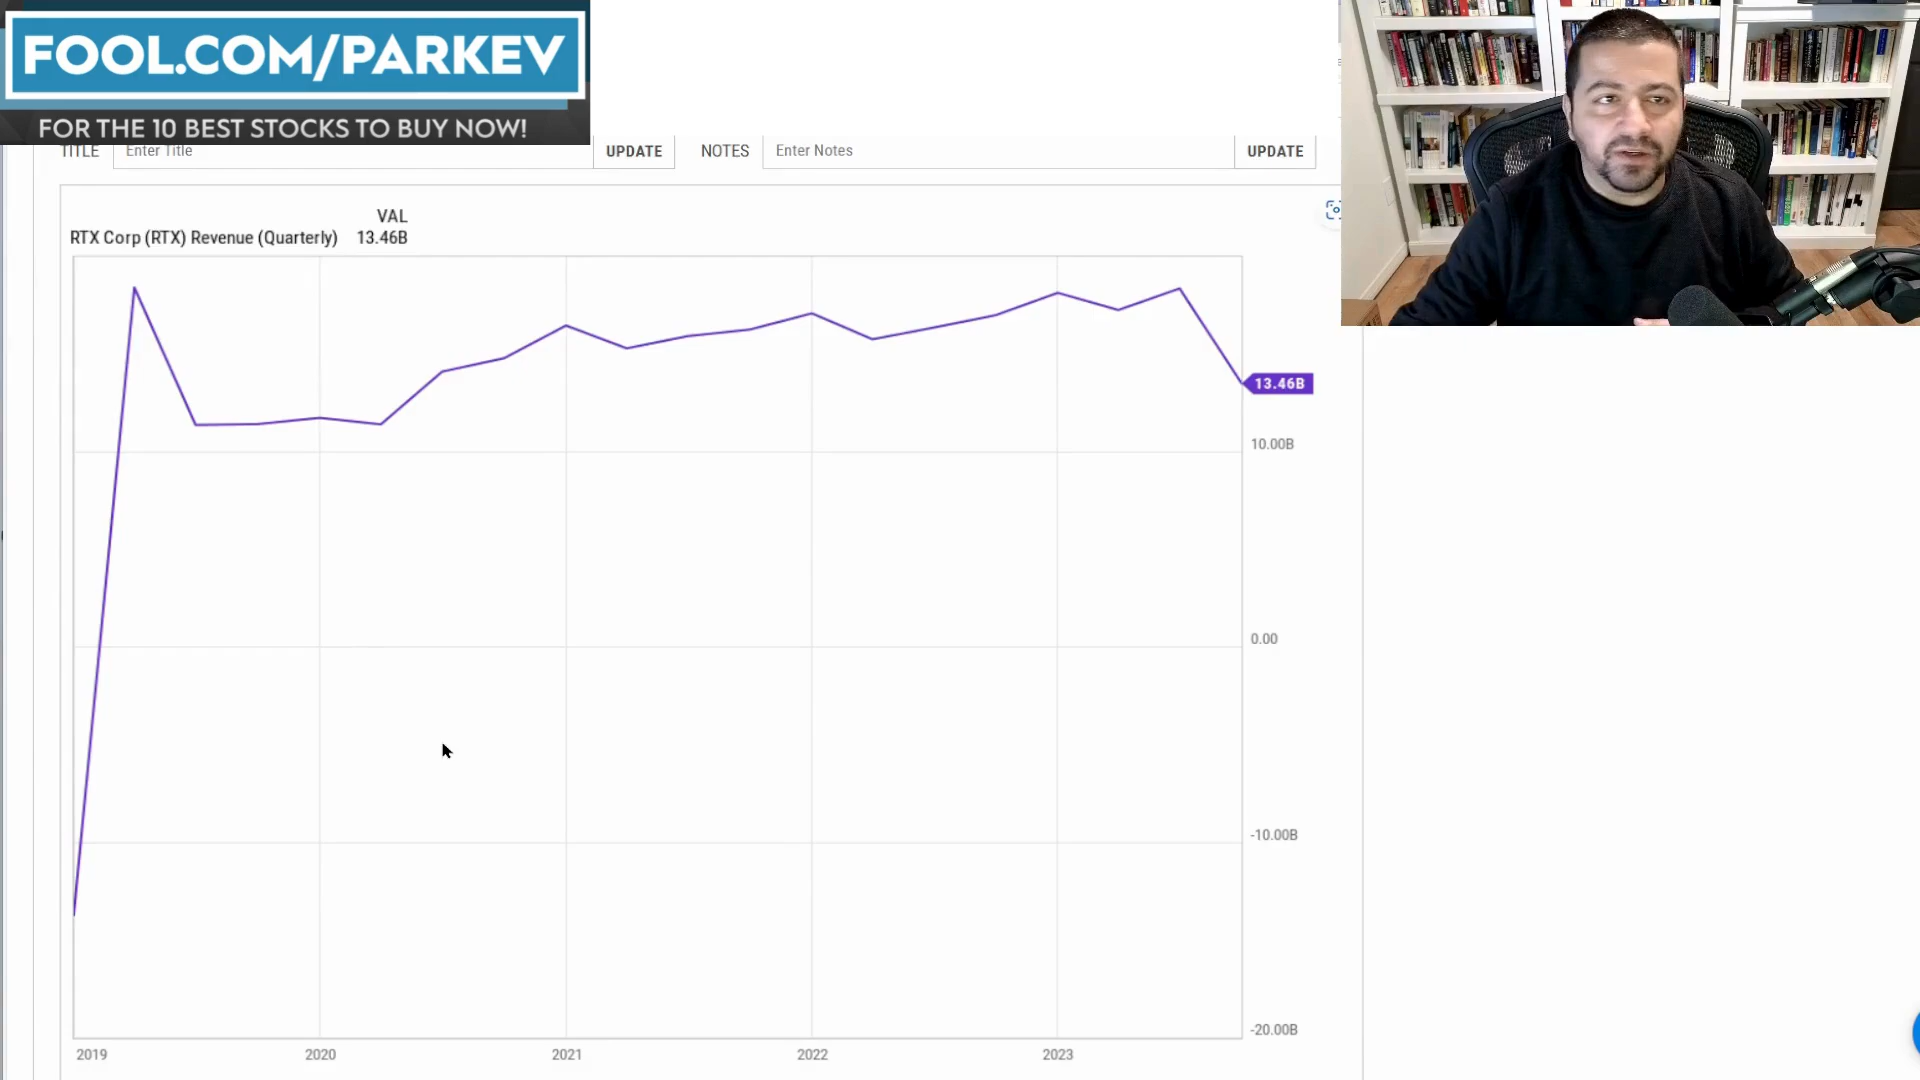 FOOL.COM/PARKEV
FOR THE 10 BEST STOCKS TO BUY NOW!
TITLE Enter Title UPDATE NOTES Enter Notes UPDATE
VAL
RTX Corp (RTX) Revenue (Quarterly) 13.46B
13.46B
10.00B
0.00
-10.00B
-20.00B
2019 2020 2021 2022 2023